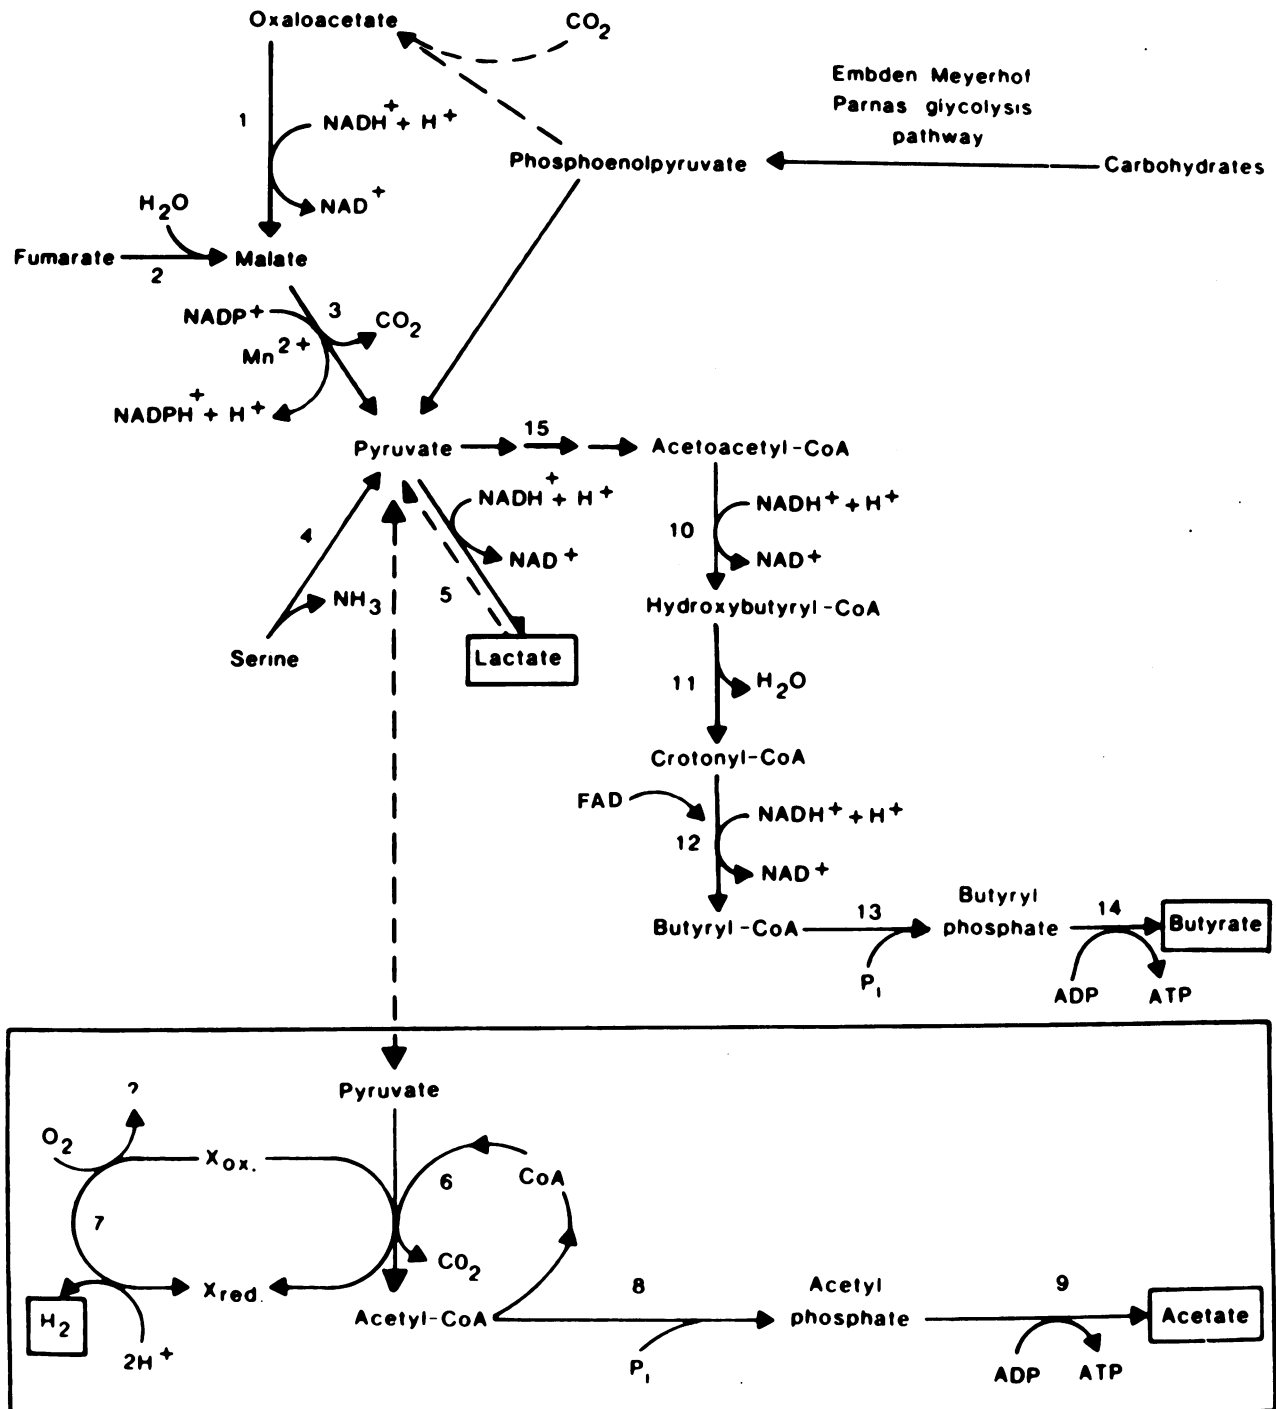 Oxaloacetate
CO2
Embden Meyerhof
Parnas glycolysis
pathway
1
NADH+ + H+
Phosphoenolpyruvate
Carbohydrates
NAD+
H2O
Fumarate
2
Malate
NADP+
3
CO2
Mn2+
NADPH+ + H+
Pyruvate
15
Acetoacetyl-CoA
NADH+ + H+
NADH+ + H+
4
10
NAD+
NAD+
NH3
5
Hydroxybutyryl-CoA
Serine
Lactate
11
H2O
Crotonyl-CoA
FAD
NADH+ + H+
12
NAD+
Butyryl-CoA
13
Butyryl
phosphate
14
Butyrate
Pi
ADP
ATP
?
Pyruvate
O2
Xox.
6
CoA
7
CO2
Xred.
Acetyl-CoA
8
Acetyl
phosphate
9
Acetate
H2
2H+
Pi
ADP
ATP